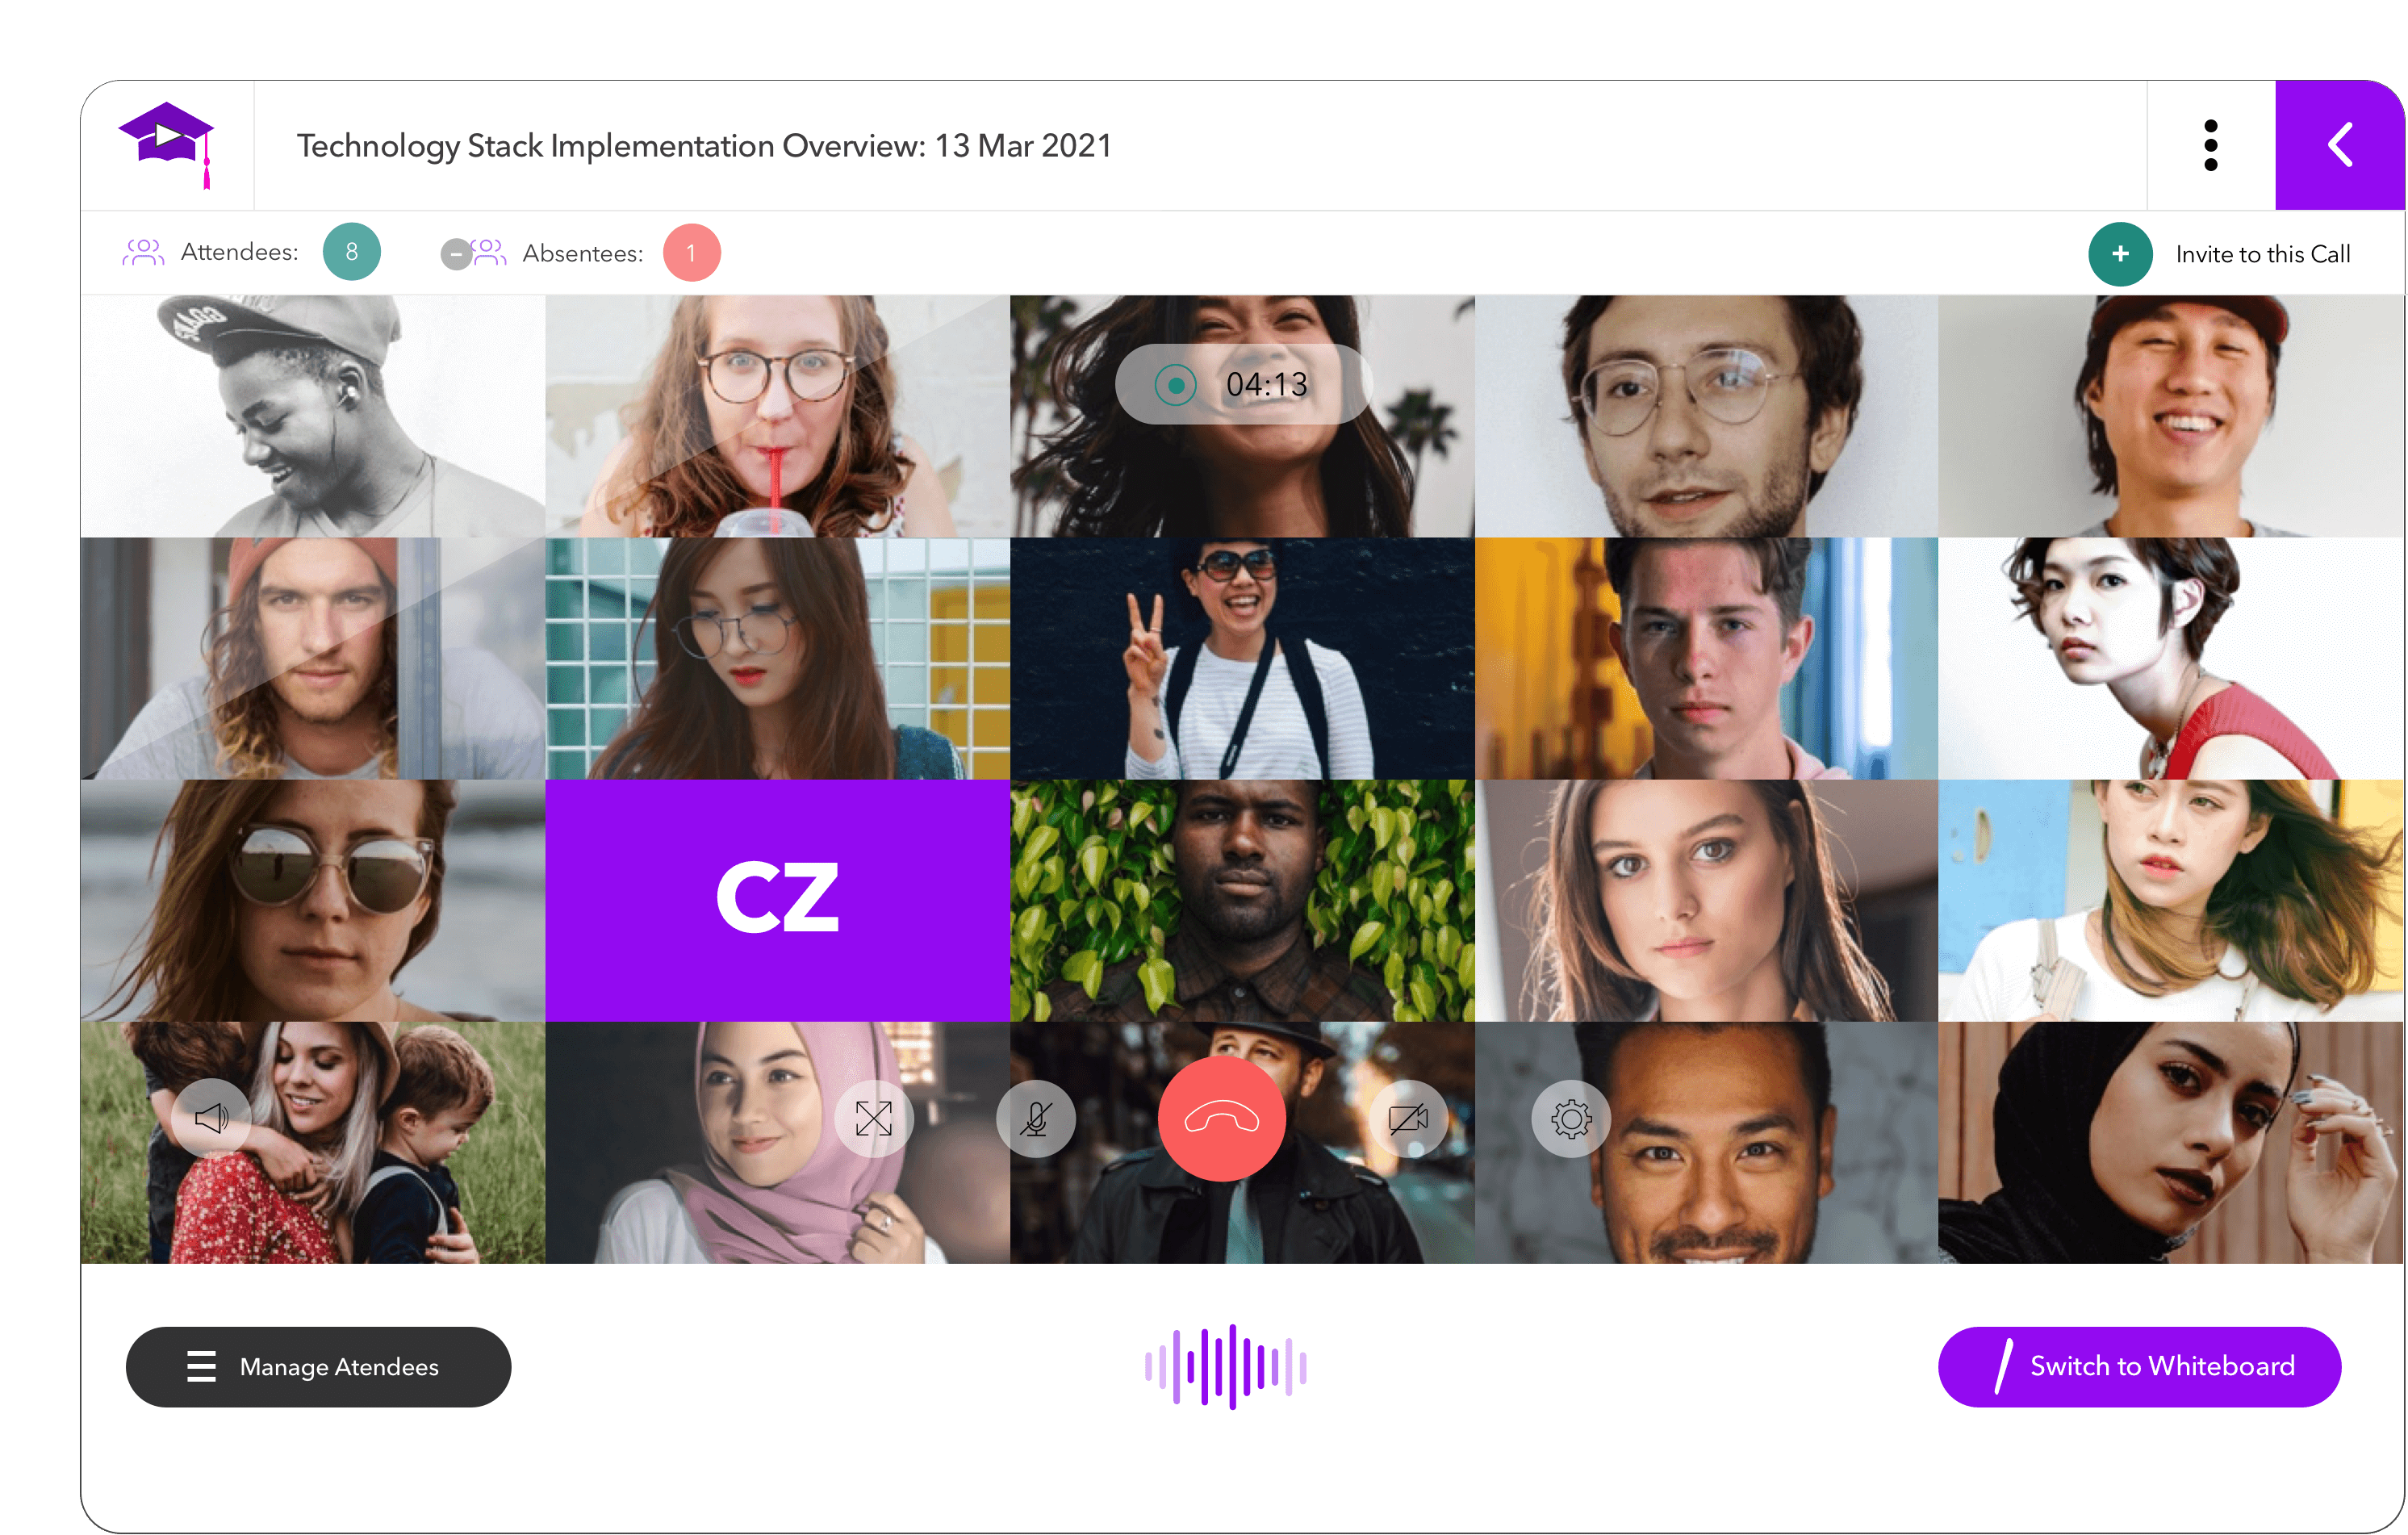 Technology Stack Implementation Overview: 13 Mar 2021
Attendees: 8 Absentees: 1 Invite to this Call
04:13
CZ
Manage Atendees
Switch to Whiteboard